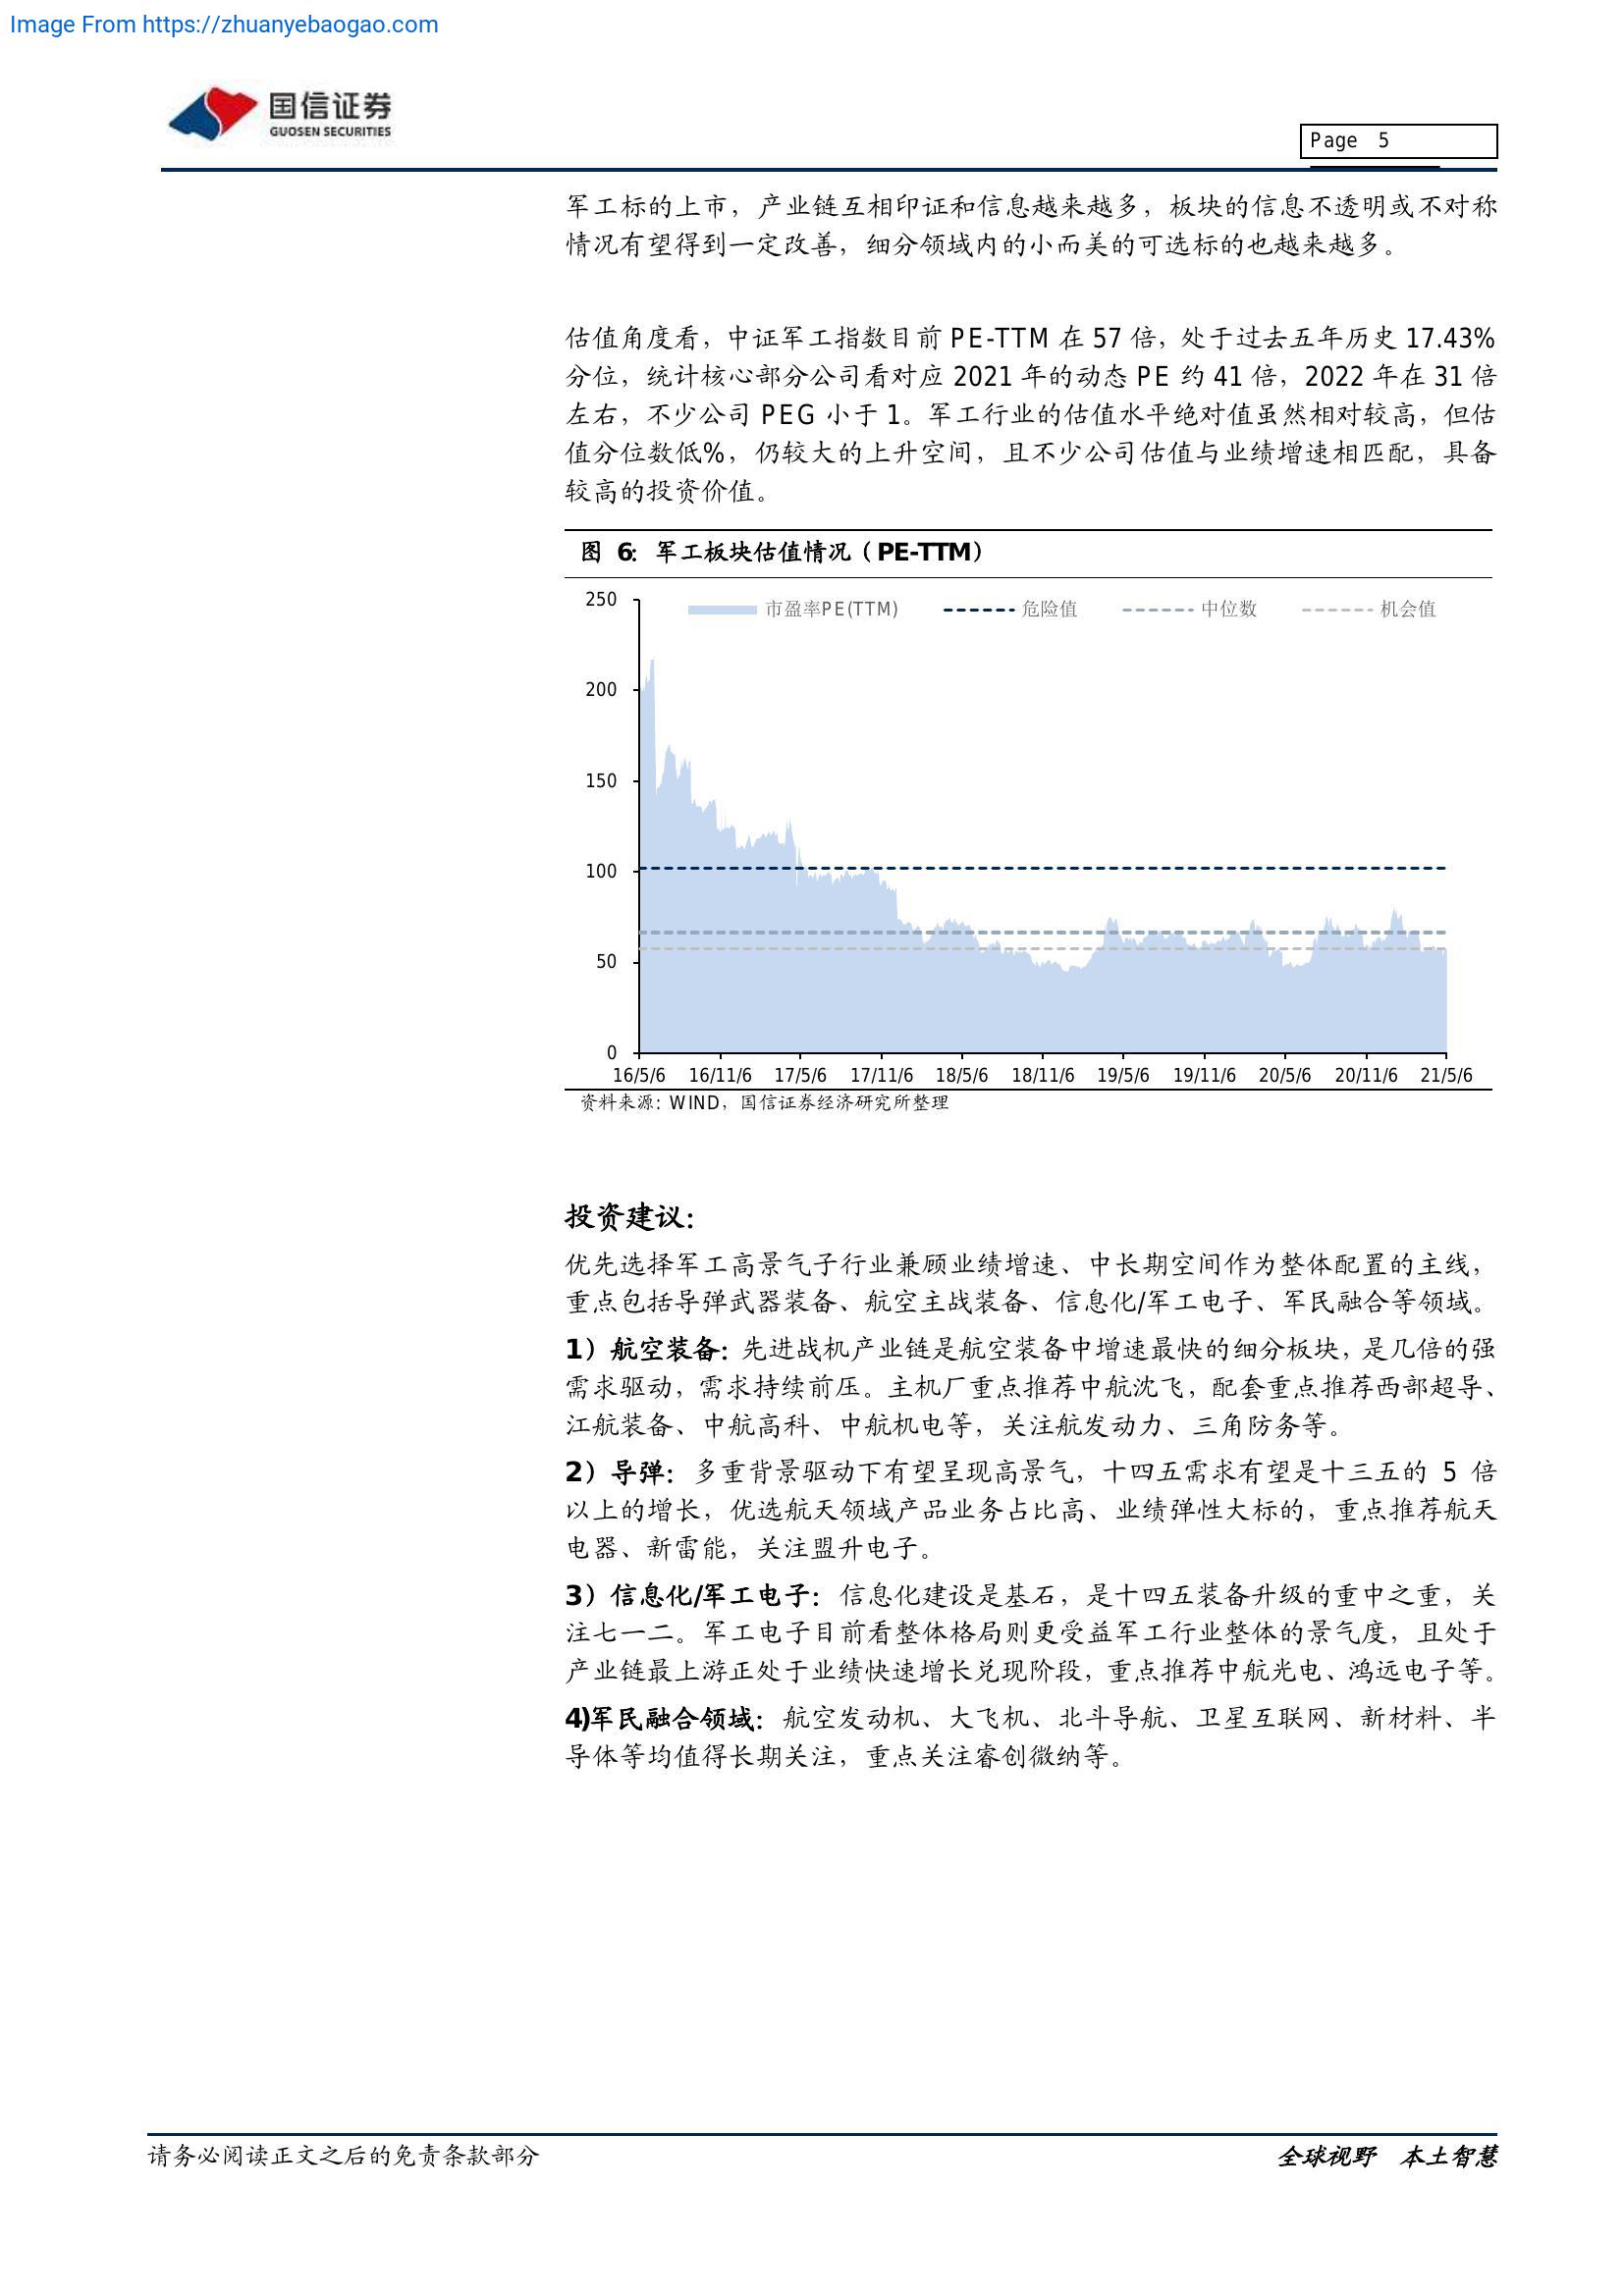 Image From https://zhuanyebaogao.com
国信证券
GUOSEN SECURITIES
Page 5
军工标的上市，产业链互相印证和信息越来越多，板块的信息不透明或不对称
情况有望得到一定改善，细分领域内的小而美的可选标的也越来越多。
估值角度看，中证军工指数目前 PE-TTM 在 57 倍，处于过去五年历史 17.43%
分位，统计核心部分公司看对应 2021 年的动态 PE 约 41 倍，2022 年在 31 倍
左右，不少公司 PEG 小于 1。军工行业的估值水平绝对值虽然相对较高，但估
值分位数低%，仍较大的上升空间，且不少公司估值与业绩增速相匹配，具备
较高的投资价值。
图 6：军工板块估值情况（PE-TTM）
市盈率PE(TTM) 危险值 中位数 机会值
250
200
150
100
50
0
16/5/6 16/11/6 17/5/6 17/11/6 18/5/6 18/11/6 19/5/6 19/11/6 20/5/6 20/11/6 21/5/6
资料来源: WIND，国信证券经济研究所整理
投资建议：
优先选择军工高景气子行业兼顾业绩增速、中长期空间作为整体配置的主线，
重点包括导弹武器装备、航空主战装备、信息化/军工电子、军民融合等领域。
1）航空装备：先进战机产业链是航空装备中增速最快的细分板块，是几倍的强
需求驱动，需求持续前压。主机厂重点推荐中航沈飞，配套重点推荐西部超导、
江航装备、中航高科、中航机电等，关注航发动力、三角防务等。
2）导弹：多重背景驱动下有望呈现高景气，十四五需求有望是十三五的 5 倍
以上的增长，优选航天领域产品业务占比高、业绩弹性大标的，重点推荐航天
电器、新雷能，关注盟升电子。
3）信息化/军工电子：信息化建设是基石，是十四五装备升级的重中之重，关
注七一二。军工电子目前看整体格局则更受益军工行业整体的景气度，且处于
产业链最上游正处于业绩快速增长兑现阶段，重点推荐中航光电、鸿远电子等。
4)军民融合领域：航空发动机、大飞机、北斗导航、卫星互联网、新材料、半
导体等均值得长期关注，重点关注睿创微纳等。
请务必阅读正文之后的免责条款部分
全球视野 本土智慧